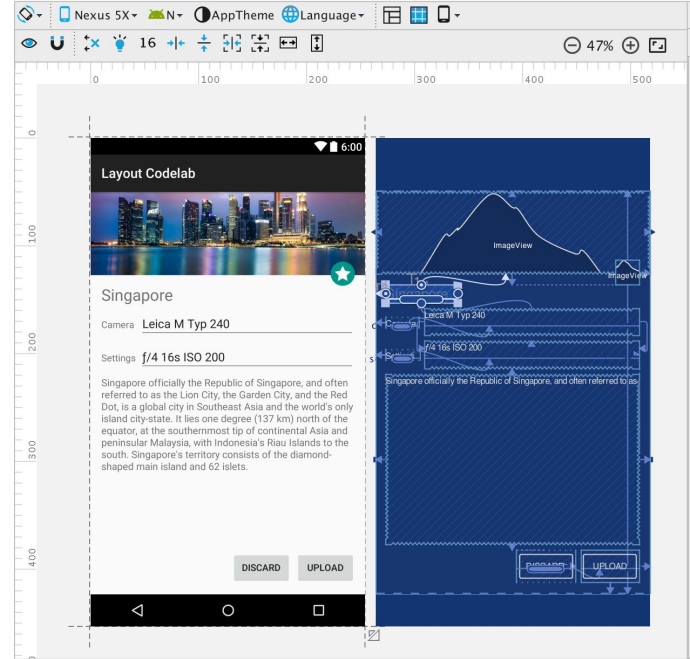 Nexus 5X
N
AppTheme
Language
16
47%
0 100 200 300 400 500
0
100
200
300
400
6:00
Layout Codelab
Singapore
Camera Leica M Typ 240
Settings f/4 16s ISO 200
Singapore officially the Republic of Singapore, and often
referred to as the Lion City, the Garden City, and the Red
Dot, is a global city in Southeast Asia and the world's only
island city-state. It lies one degree (137 km) north of the
equator, at the southernmost tip of continental Asia and
peninsular Malaysia, with Indonesia's Riau Islands to the
south. Singapore's territory consists of the diamond-
shaped main island and 62 islets.
DISCARD UPLOAD
ImageView
ImageView
Singapore
Leica M Typ 240
f/4 16s ISO 200
Singapore officially the Republic of Singapore, and often referred to as
DISCARD UPLOAD